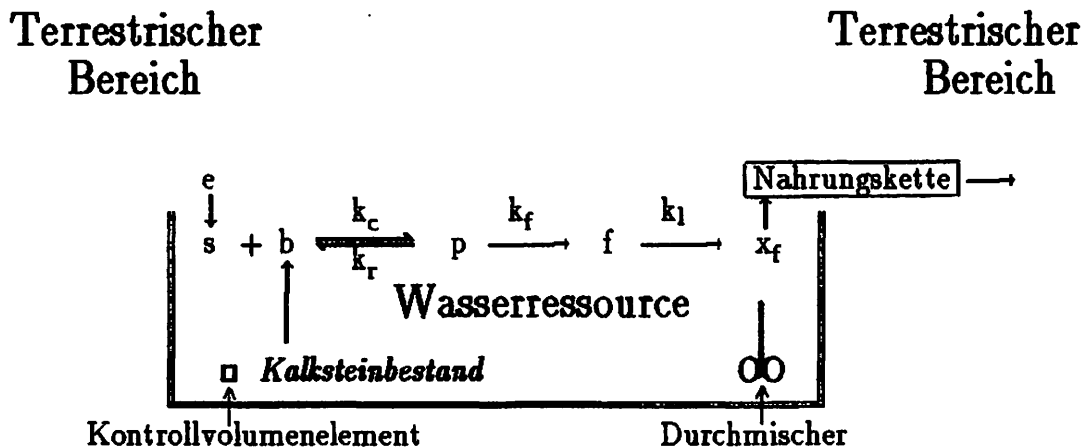 Terrestrischer
Bereich
Terrestrischer
Bereich
Nahrungskette
e
k_c
k_f
k_l
s + b p f x_f
k_r
Wasserressource
Kalksteinbestand
Kontrollvolumenelement
Durchmischer